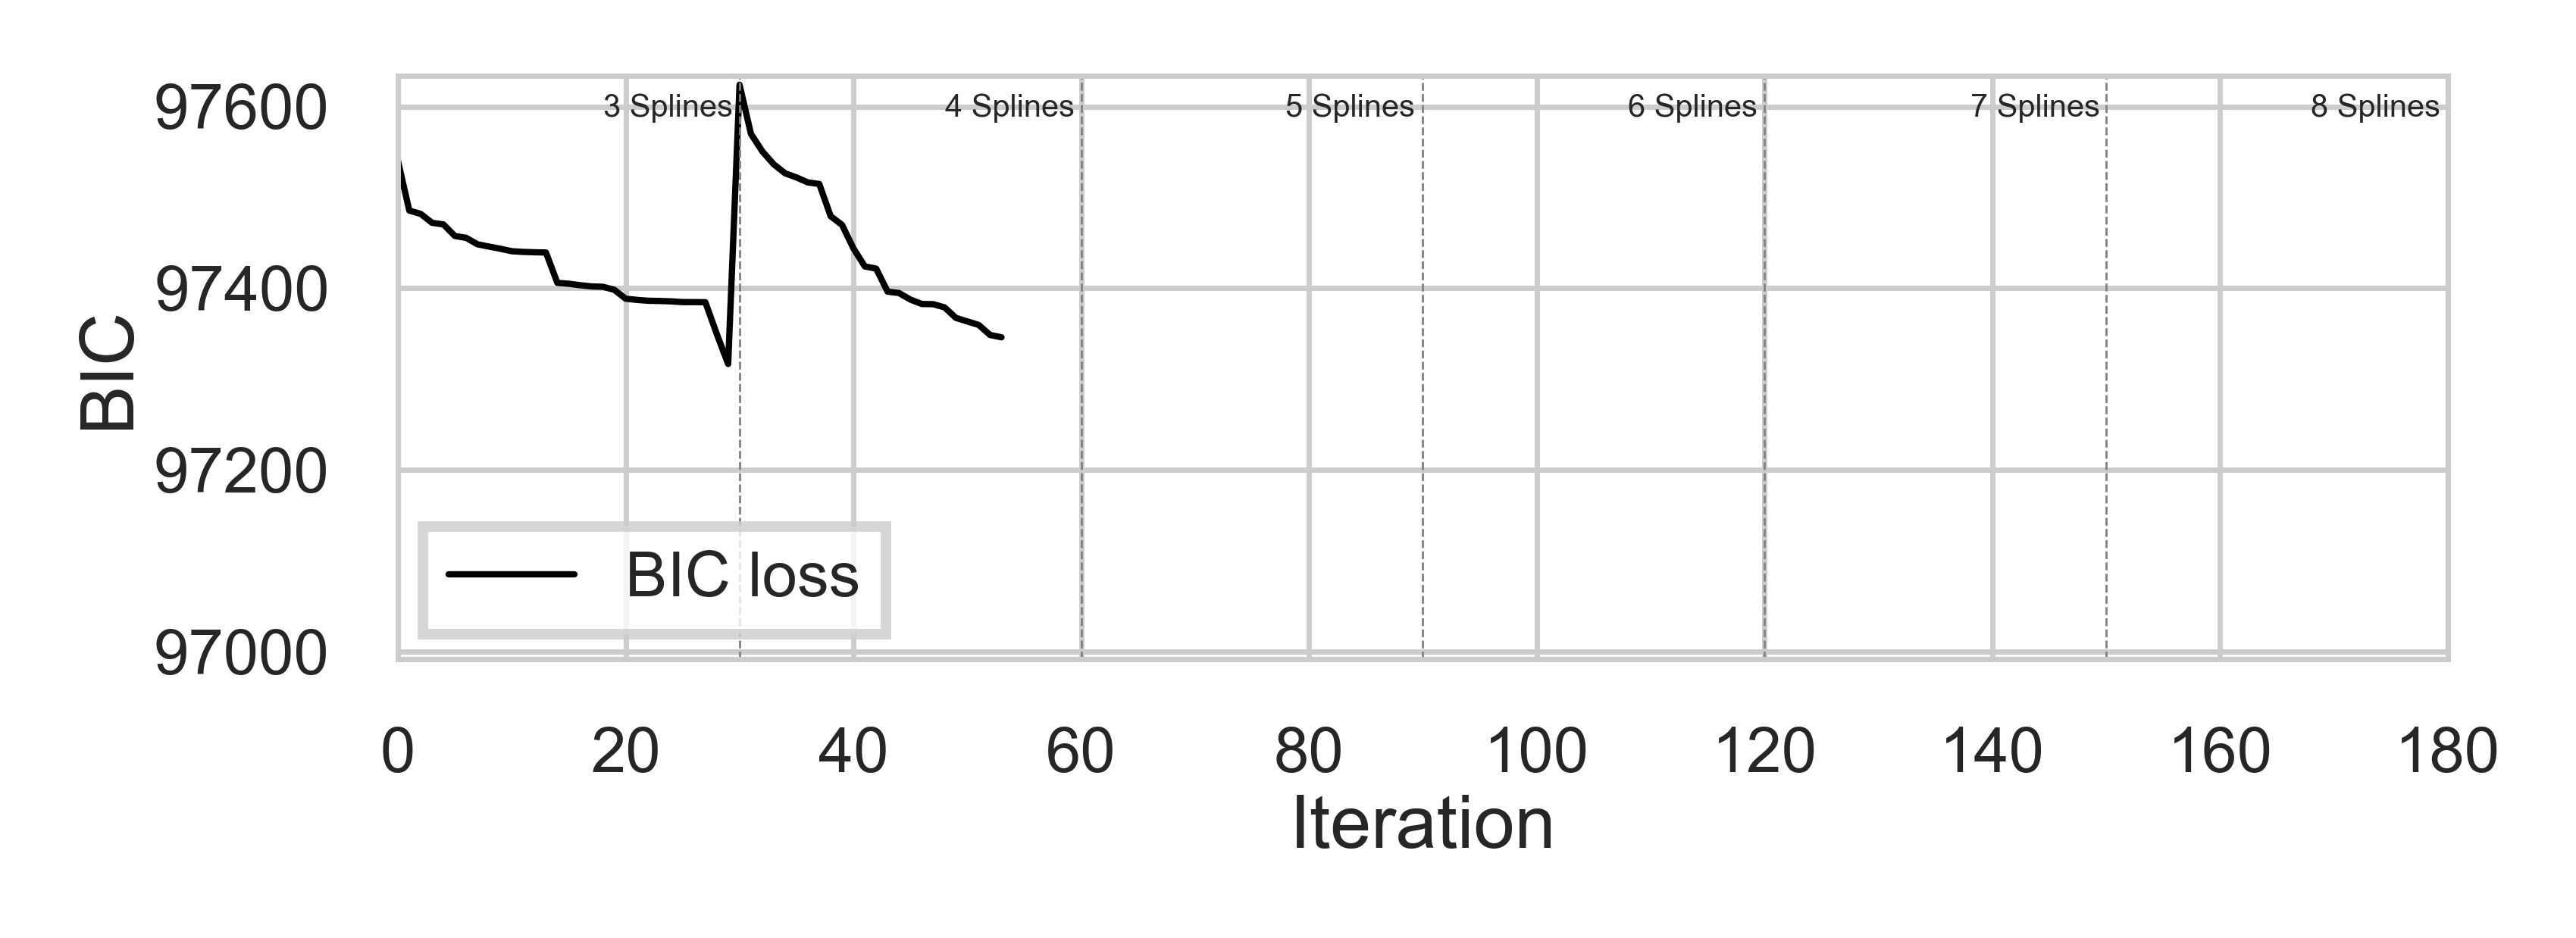 97600
97400
97200
97000
BIC
3 Splines
4 Splines
5 Splines
6 Splines
7 Splines
8 Splines
BIC loss
0 20 40 60 80 100 120 140 160 180
Iteration